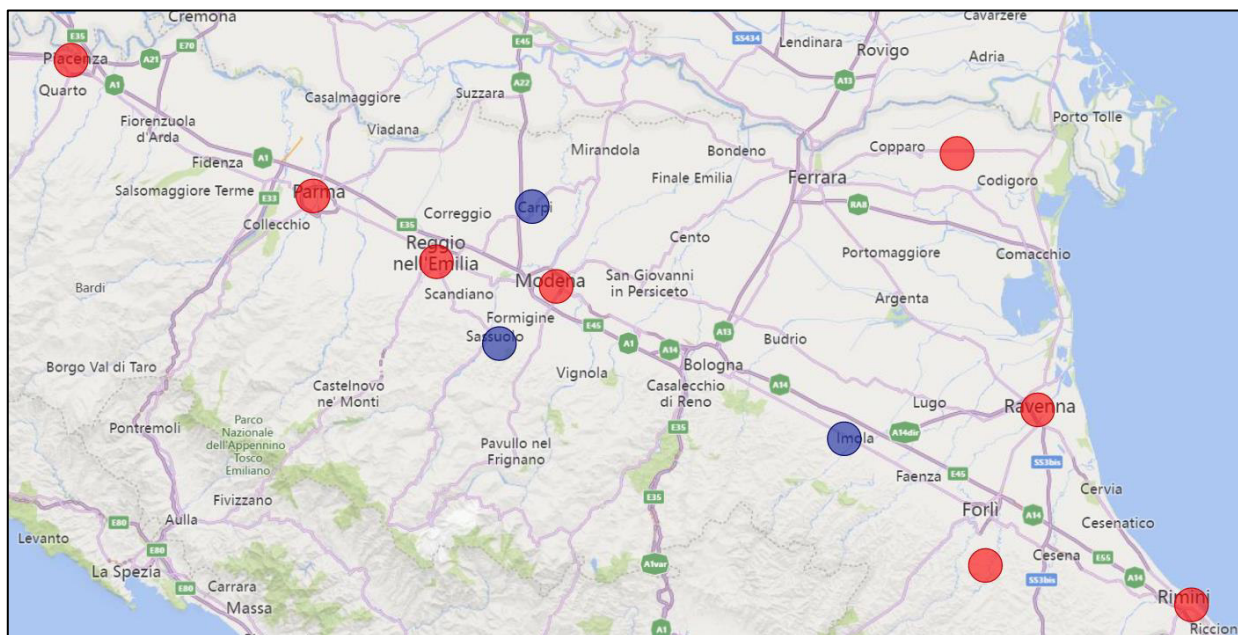 Cremona
Cavarzere
E35
E70
E45
SS434
Lendinara
Rovigo
Adria
Piacenza
A21
A1
Quarto
A22
A13
Casalmaggiore
Suzzara
Porto Tolle
Fiorenzuola
d'Arda
Viadana
Mirandola
Bondeno
Copparo
Fidenza
A1
Finale Emilia
Ferrara
Codigoro
Salsomaggiore Terme
E33
Parma
Carpi
RA8
Collecchio
E35
Correggio
Cento
Portomaggiore
Comacchio
Reggio
nell'Emilia
Bardi
Scandiano
Modena
San Giovanni
in Persiceto
Argenta
Formigine
E45
Sassuolo
A1
A14
A13
Budrio
Borgo Val di Taro
Vignola
Bologna
Castelnovo
ne' Monti
Casalecchio
di Reno
A14
Lugo
Ravenna
Pontremoli
Parco
Nazionale
dell'Appennino
Tosco
Emiliano
E35
A14dir
Imola
Pavullo nel
Frignano
SS3bis
Faenza
E45
Fivizzano
E35
Cervia
Aulla
E80
Forlì
A14
Cesenatico
Levanto
E80
Cesena
E55
La Spezia
A1var
SS3bis
A14
E80
Carrara
Massa
Rimini
A1
Riccion